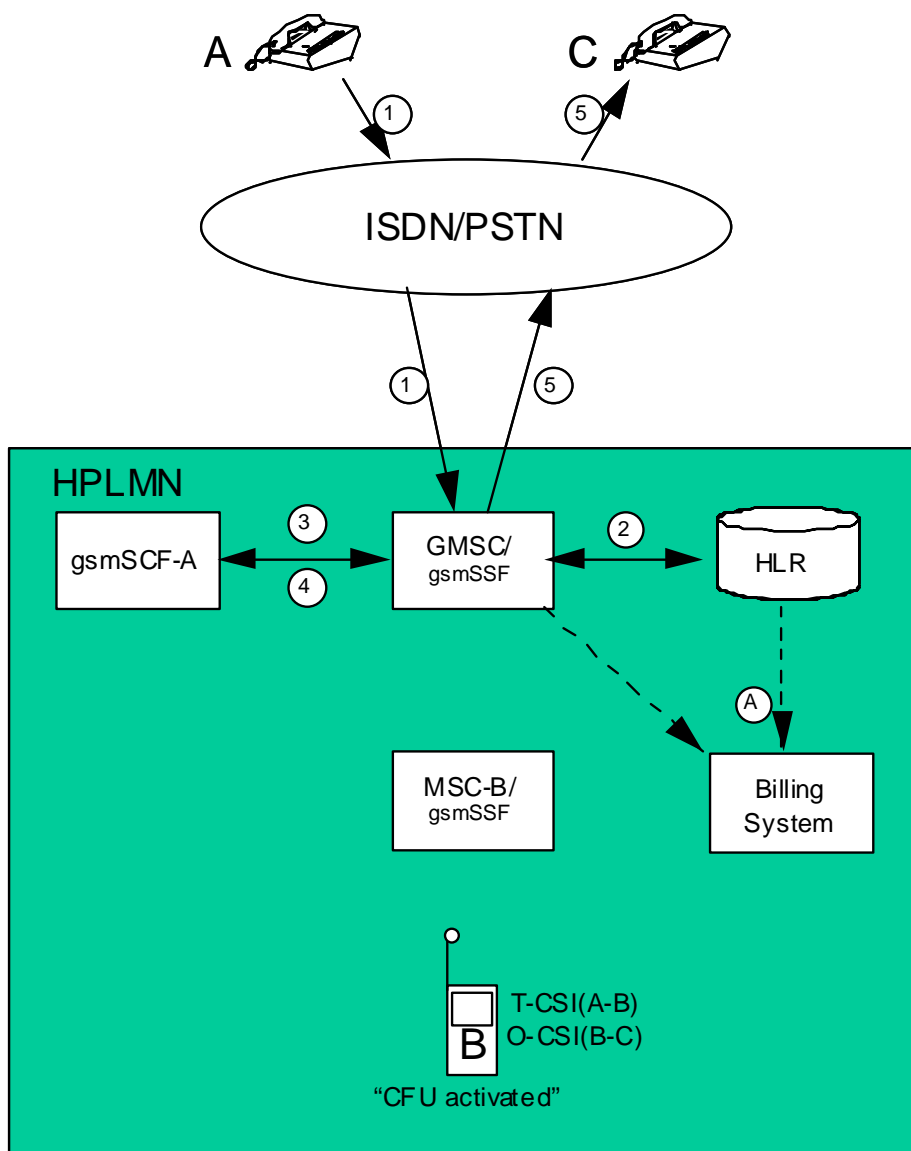 A
C
1
5
ISDN/PSTN
1
5
HPLMN
gsmSCF-A
3
4
GMSC/
gsmSSF
2
HLR
A
MSC-B/
gsmSSF
Billing
System
T-CSI(A-B)
O-CSI(B-C)
B
“CFU activated”